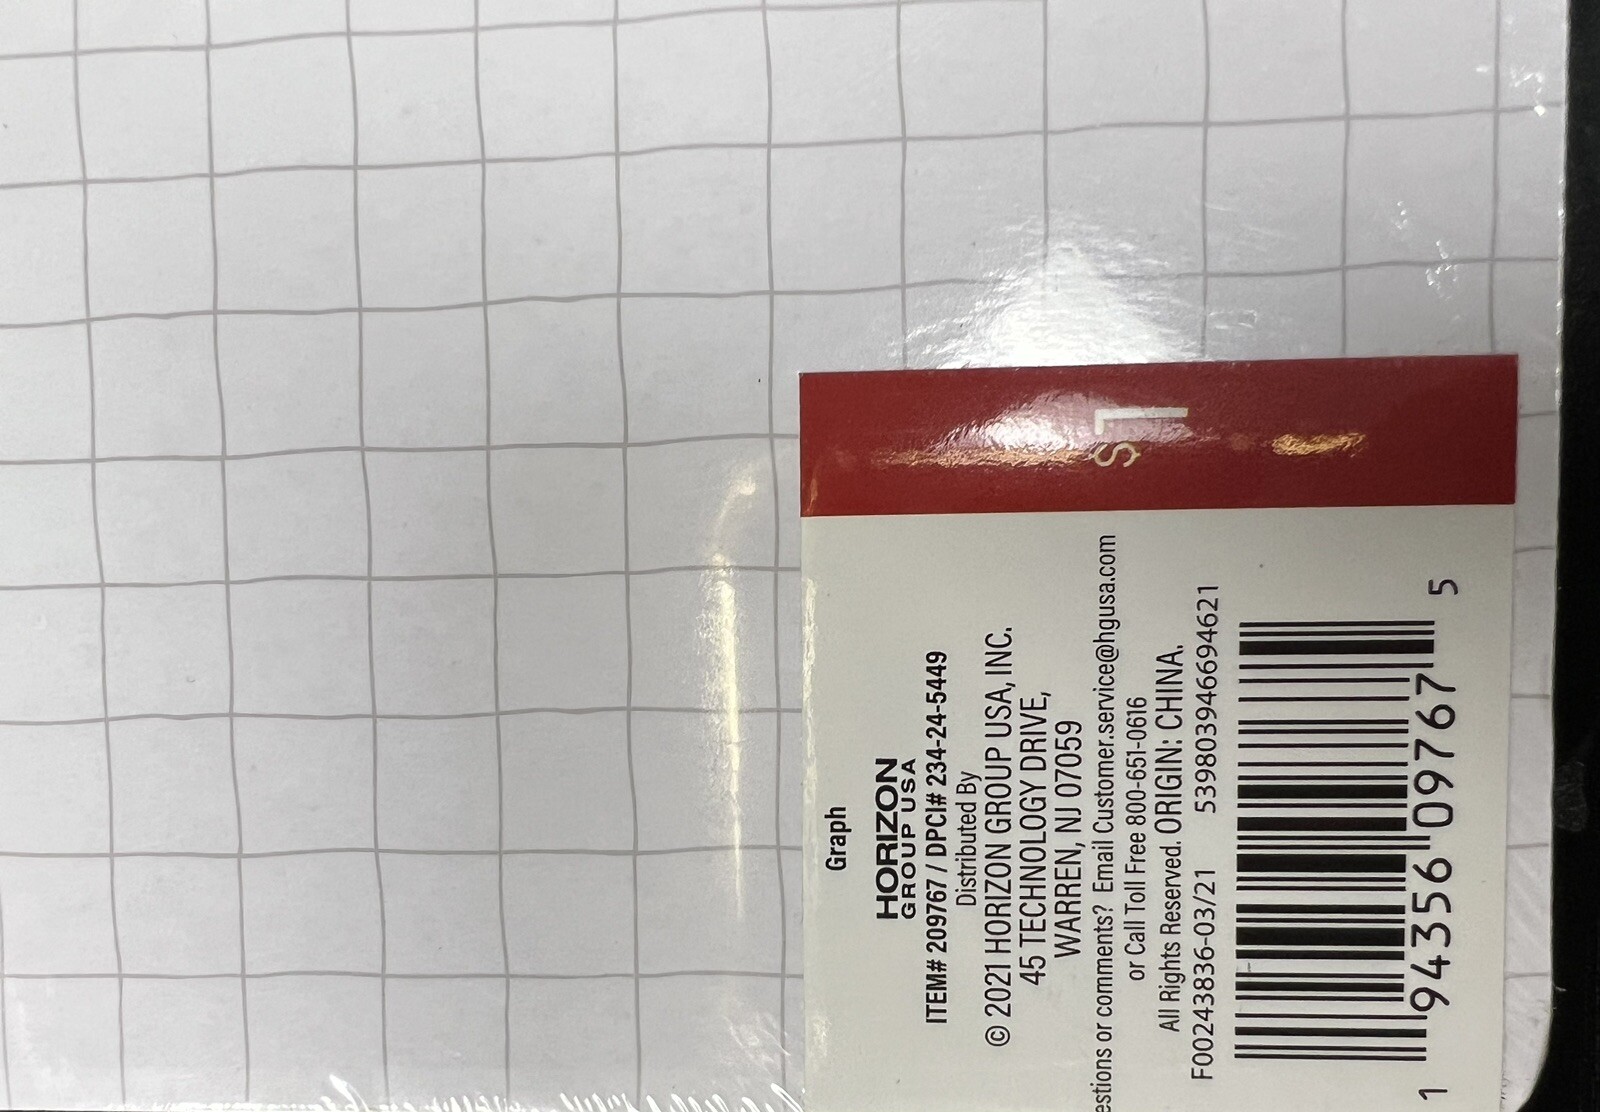 $1
Graph
HORIZON
GROUP USA
ITEM# 209767 / DPCI# 234-24-5449
Distributed By
© 2021 HORIZON GROUP USA, INC.
45 TECHNOLOGY DRIVE,
WARREN, NJ 07059
estions or comments? Email Customer.service@hgusa.com
or Call Toll Free 800-651-0616
All Rights Reserved. ORIGIN: CHINA.
F00243836-03/21 5398039466694621
1 94356 09767 5